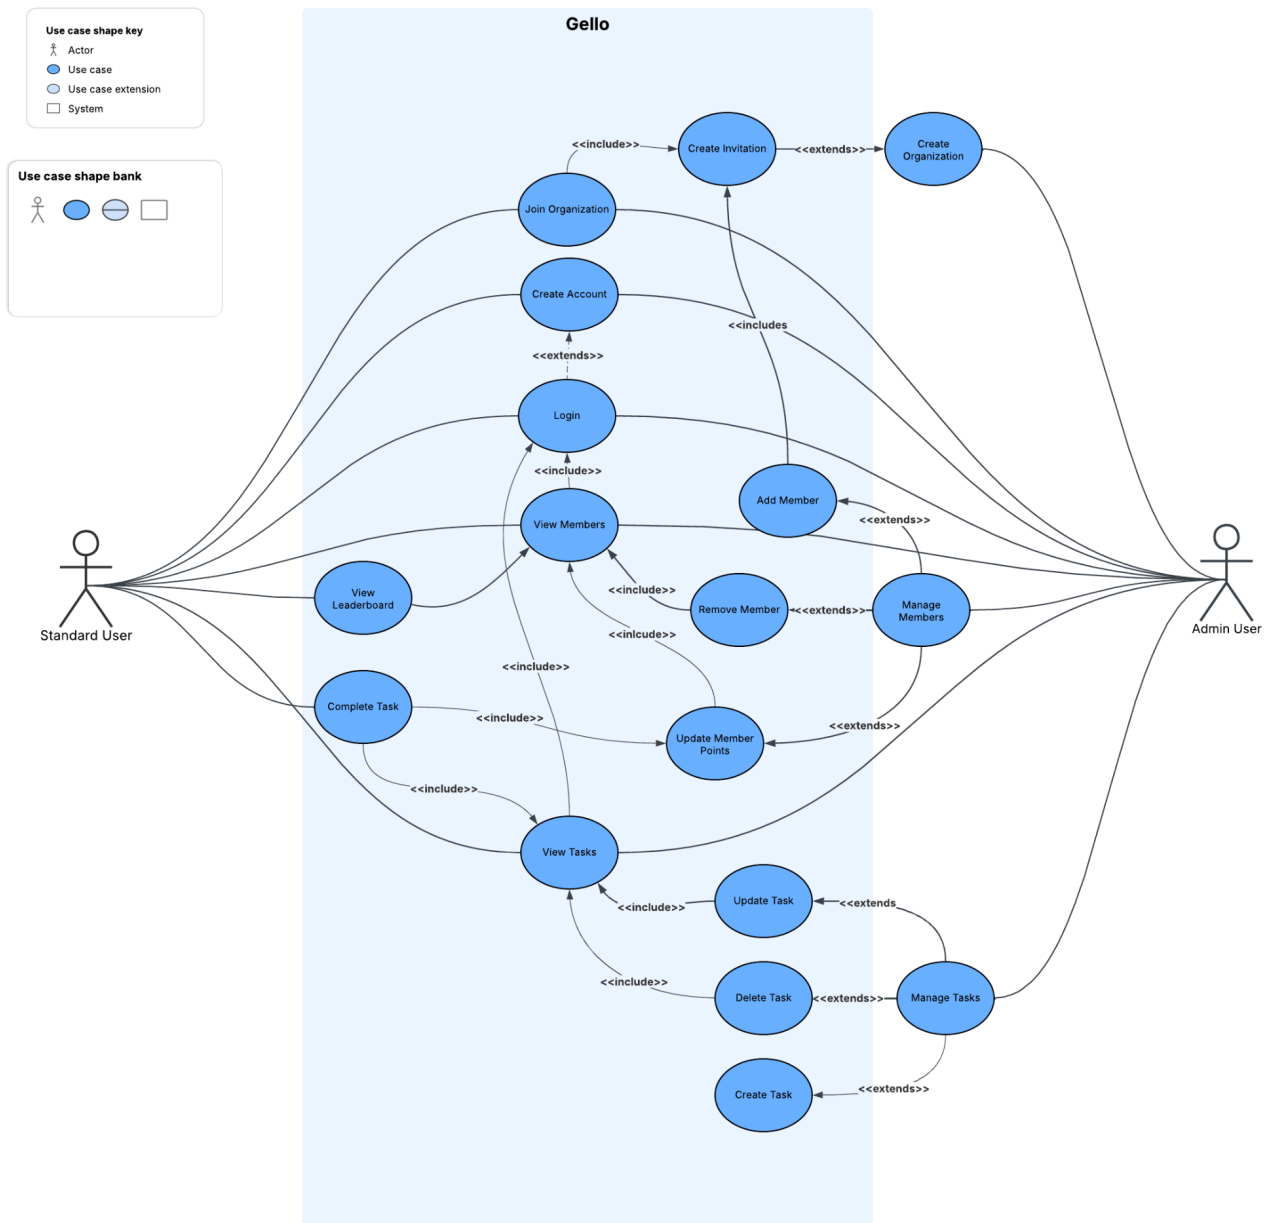 Gello
Use case shape key
Actor
Use case
Use case extension
System
Use case shape bank
<<include>>
Create Invitation
<<extends>>
Create
Organization
Join Organization
Create Account
<<includes
<<extends>>
Login
<<include>>
Add Member
<<extends>>
View Members
Standard User
View
Leaderboard
<<include>>
Remove Member
<<extends>>
Manage
Members
Admin User
<<inlcude>>
<<include>>
Complete Task
<<include>>
Update Member
Points
<<extends>>
<<include>>
View Tasks
Update Task
<<extends
<<include>>
<<include>>
Delete Task
<<extends>>
Manage Tasks
Create Task
<<extends>>